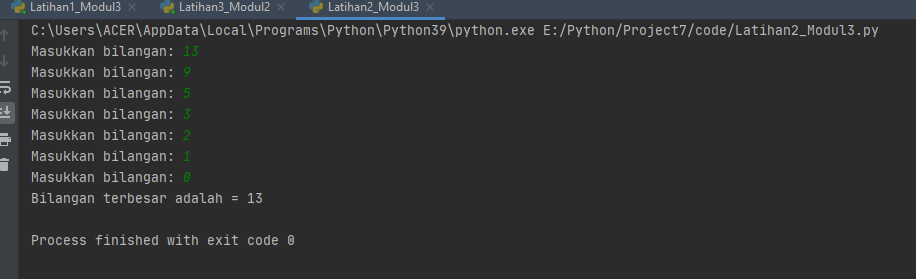 Latihan1_Modul3 Latihan3_Modul2 Latihan2_Modul3
C:\Users\ACER\AppData\Local\Programs\Python\Python39\python.exe E:/Python/Project7/code/Latihan2_Modul3.py
Masukkan bilangan: 13
Masukkan bilangan: 9
Masukkan bilangan: 5
Masukkan bilangan: 3
Masukkan bilangan: 2
Masukkan bilangan: 1
Masukkan bilangan: 0
Bilangan terbesar adalah = 13
Process finished with exit code 0